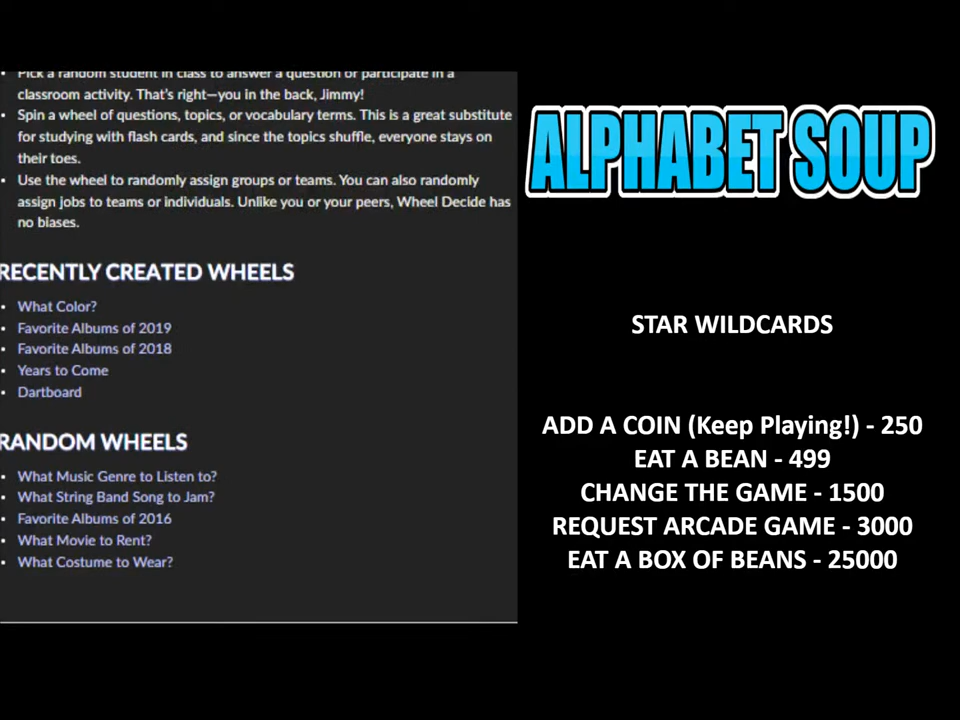 Pick a random student in class to answer a question or participate in a
classroom activity. That's right—you in the back, Jimmy!
Spin a wheel of questions, topics, or vocabulary terms. This is a great substitute
for studying with flash cards, and since the topics shuffle, everyone stays on
their toes.
Use the wheel to randomly assign groups or teams. You can also randomly
assign jobs to teams or individuals. Unlike you or your peers, Wheel Decide has
no biases.
RECENTLY CREATED WHEELS
What Color?
Favorite Albums of 2019
Favorite Albums of 2018
Years to Come
Dartboard
RANDOM WHEELS
What Music Genre to Listen to?
What String Band Song to Jam?
Favorite Albums of 2016
What Movie to Rent?
What Costume to Wear?
ALPHABET SOUP
STAR WILDCARDS
ADD A COIN (Keep Playing!) - 250
EAT A BEAN - 499
CHANGE THE GAME - 1500
REQUEST ARCADE GAME - 3000
EAT A BOX OF BEANS - 25000